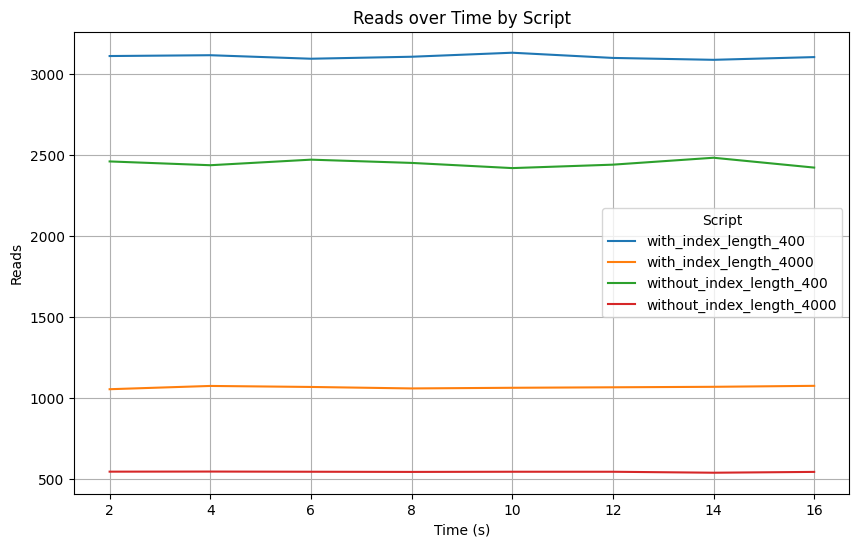 Reads over Time by Script
3000
2500
2000
1500
1000
500
Reads
Script
with_index_length_400
with_index_length_4000
without_index_length_400
without_index_length_4000
2 4 6 8 10 12 14 16
Time (s)